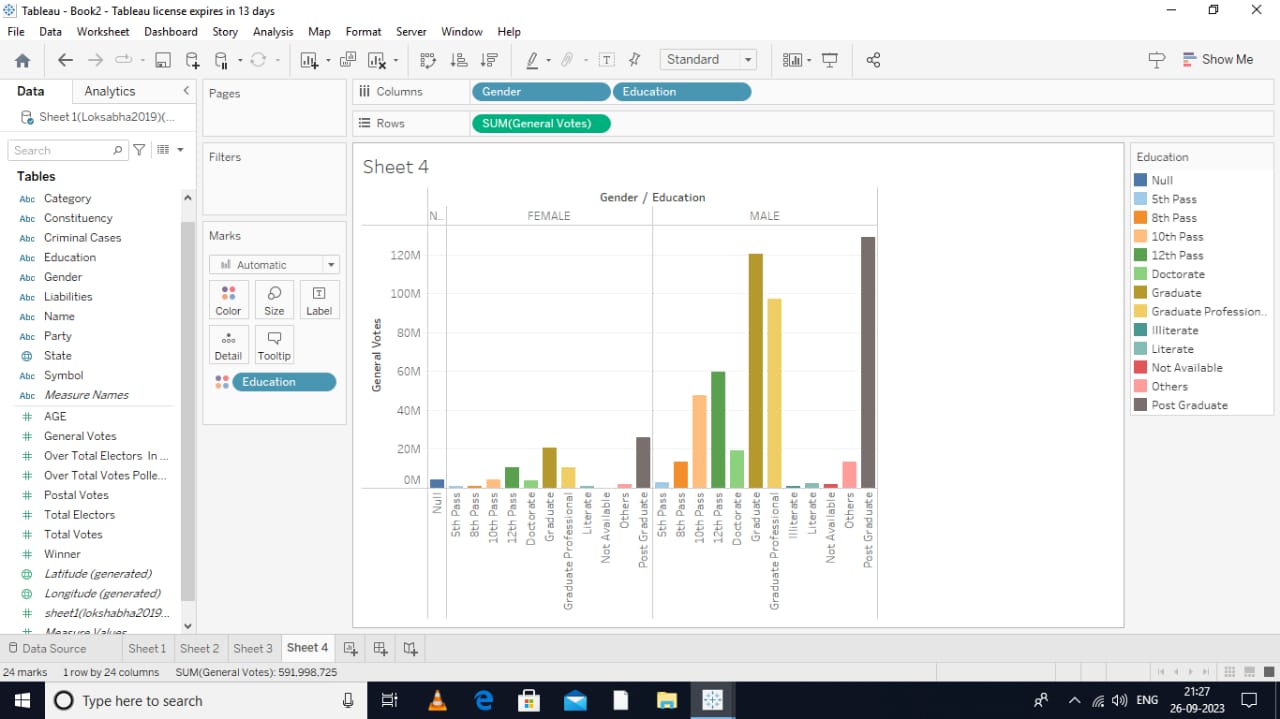 Tableau - Book2 - Tableau license expires in 13 days
File Data Worksheet Dashboard Story Analysis Map Format Server Window Help
Standard
Show Me
Data Analytics
Sheet 1(Loksabha2019)(...
Search
Tables
Abc Category
Abc Constituency
Abc Criminal Cases
Abc Education
Abc Gender
Abc Liabilities
Abc Name
Abc Party
State
Abc Symbol
Abc Measure Names
# AGE
# General Votes
# Over Total Electors In ...
# Over Total Votes Polle...
# Postal Votes
# Total Electors
# Total Votes
# Winner
Latitude (generated)
Longitude (generated)
# sheet1(lokshabha2019...
# Measure Values
Pages
Filters
Marks
Automatic
Color Size Label
Detail Tooltip
Education
Columns Gender Education
Rows SUM(General Votes)
Sheet 4
Gender / Education
N.. FEMALE MALE
General Votes
120M
100M
80M
60M
40M
20M
0M
Null
5th Pass
8th Pass
10th Pass
12th Pass
Doctorate
Graduate
Graduate Professional
Literate
Not Available
Others
Post Graduate
5th Pass
8th Pass
10th Pass
12th Pass
Doctorate
Graduate
Graduate Professional
Illiterate
Literate
Not Available
Others
Post Graduate
Education
Null
5th Pass
8th Pass
10th Pass
12th Pass
Doctorate
Graduate
Graduate Profession..
Illiterate
Literate
Not Available
Others
Post Graduate
Data Source Sheet 1 Sheet 2 Sheet 3 Sheet 4
24 marks 1 row by 24 columns SUM(General Votes): 591,998,725
Type here to search
ENG
21:27
26-09-2023